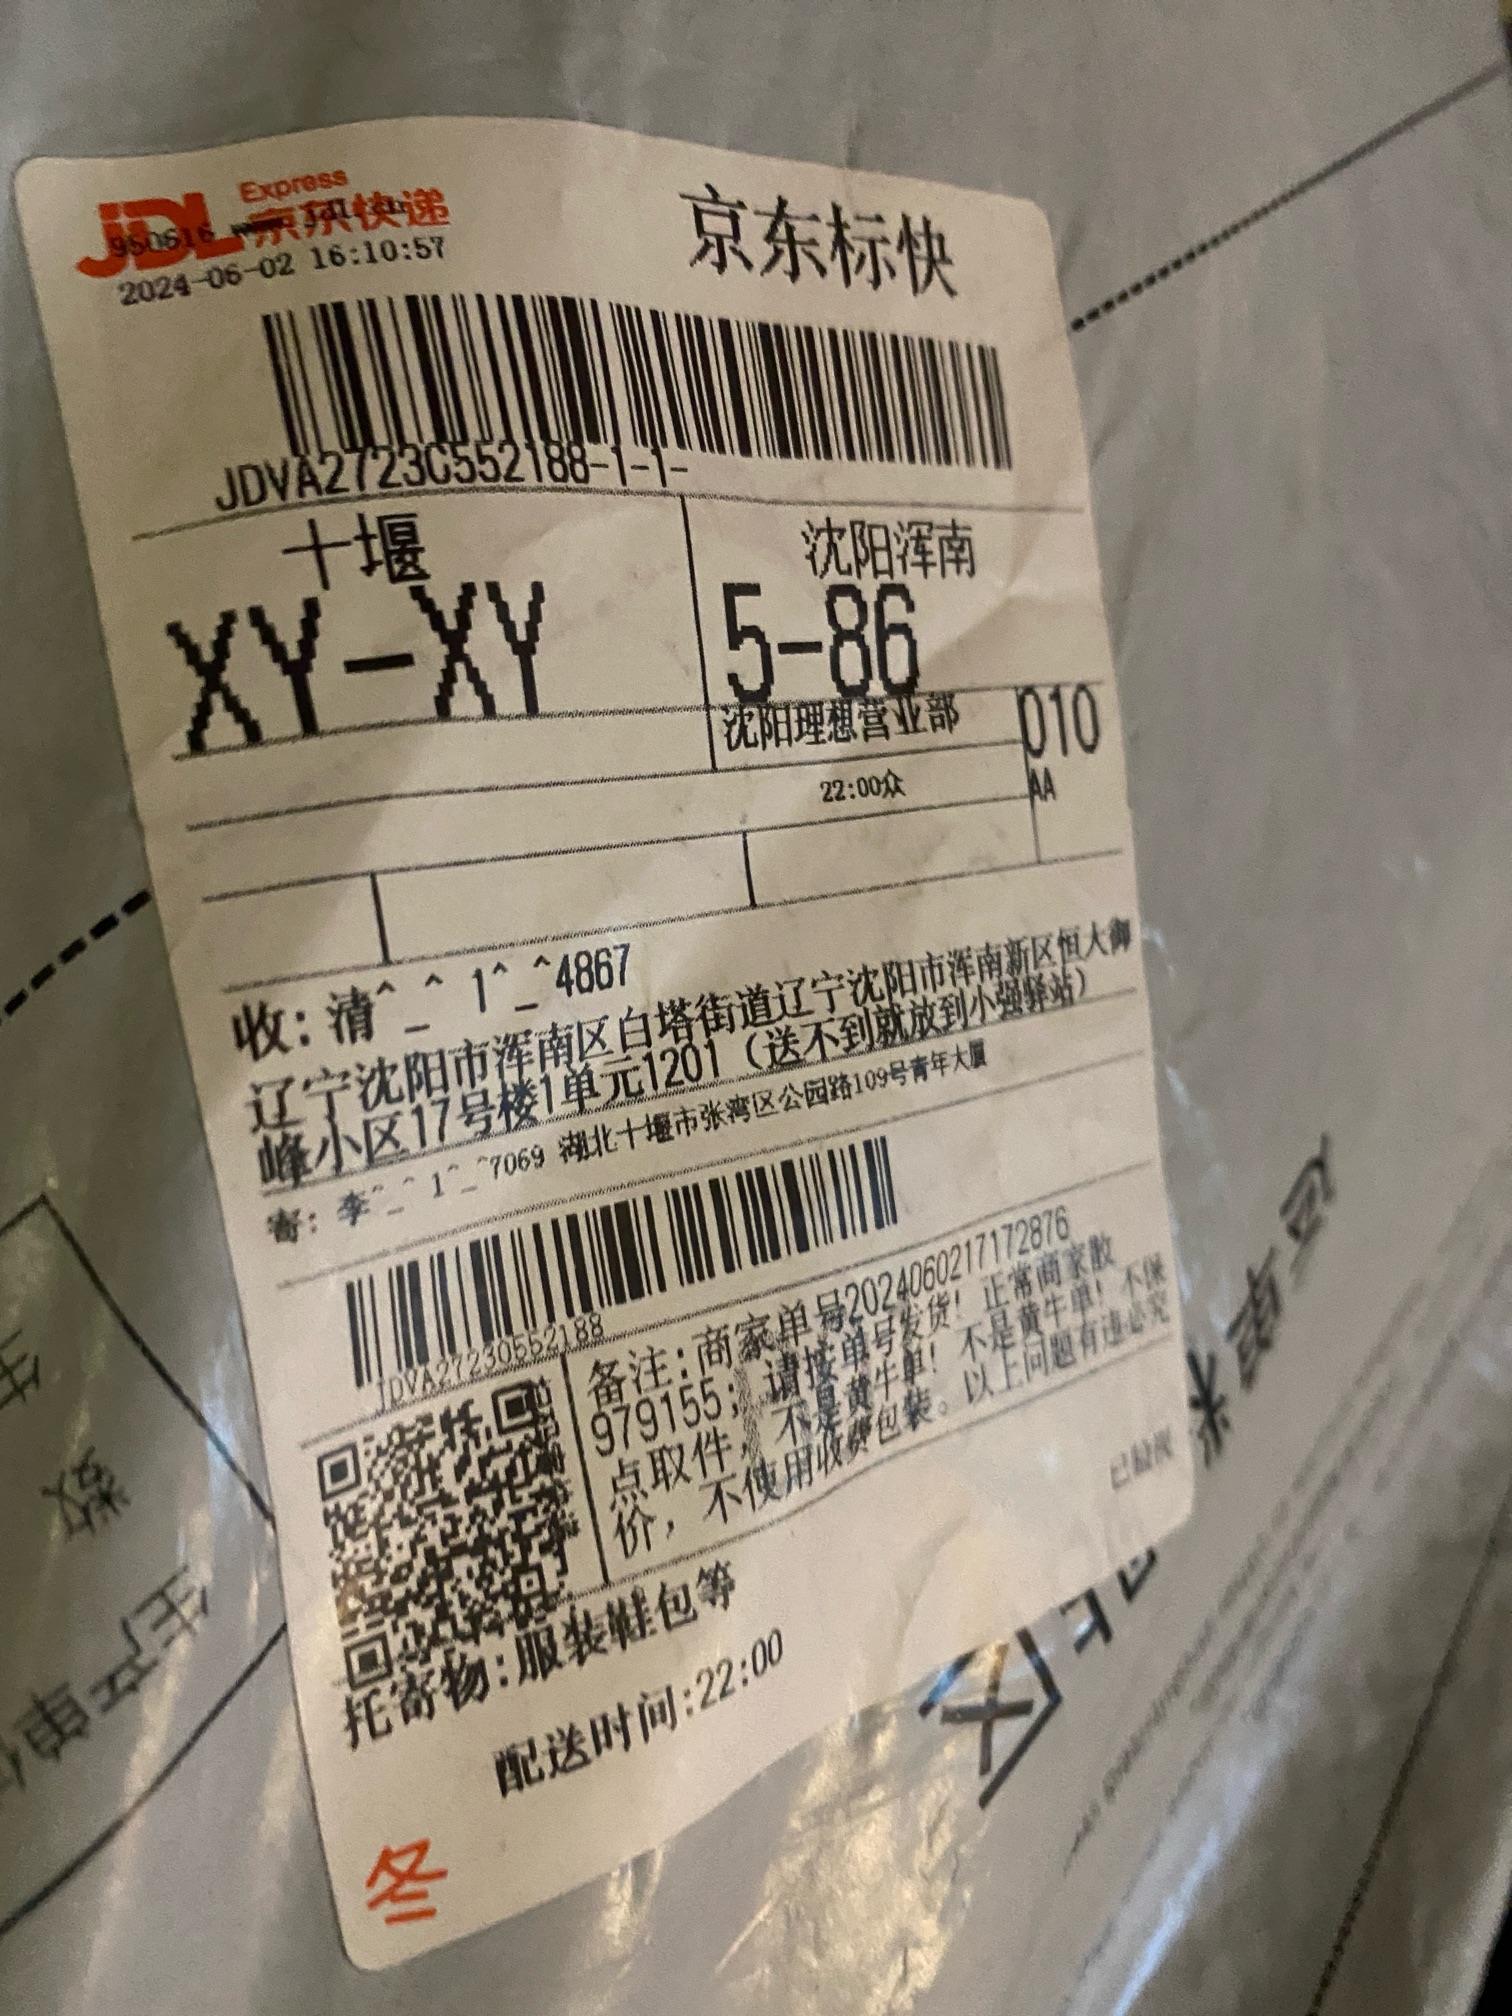 JDL Express
京东快递
950616
2024-06-02 16:10:57
京东标快
JDVA27230552188-1-1-
十堰
XY-XY
沈阳浑南
5-86
沈阳理想营业部
010
22:00众
AA
收: 清^_^ 1^_^4867
辽宁沈阳市浑南区白塔街道辽宁沈阳市浑南新区恒大御
峰小区17号楼1单元1201（送不到就放到小强驿站）
寄: 李^_^ 1^_^7069 湖北十堰市张湾区公园路109号青年大厦
JDVA27230552188
备注: 商家单号2024060217172876
979155; 请按单号发货! 正常商家散
点取件, 不是黄牛单! 不是黄牛单! 不保
价, 不使用收费包装。以上问题有违必究
托寄物: 服装鞋包等
配送时间:22:00
冬